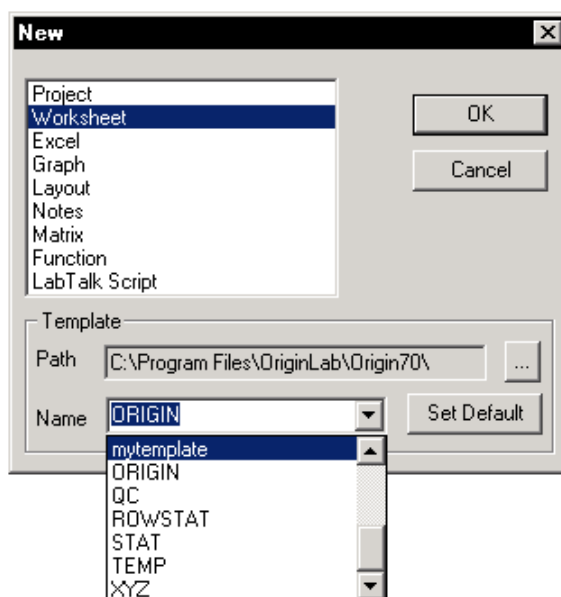 New
Project
Worksheet
Excel
Graph
Layout
Notes
Matrix
Function
LabTalk Script
OK
Cancel
Template
Path C:\Program Files\OriginLab\Origin70\ ...
Name ORIGIN Set Default
mytemplate
ORIGIN
QC
ROWSTAT
STAT
TEMP
XYZ